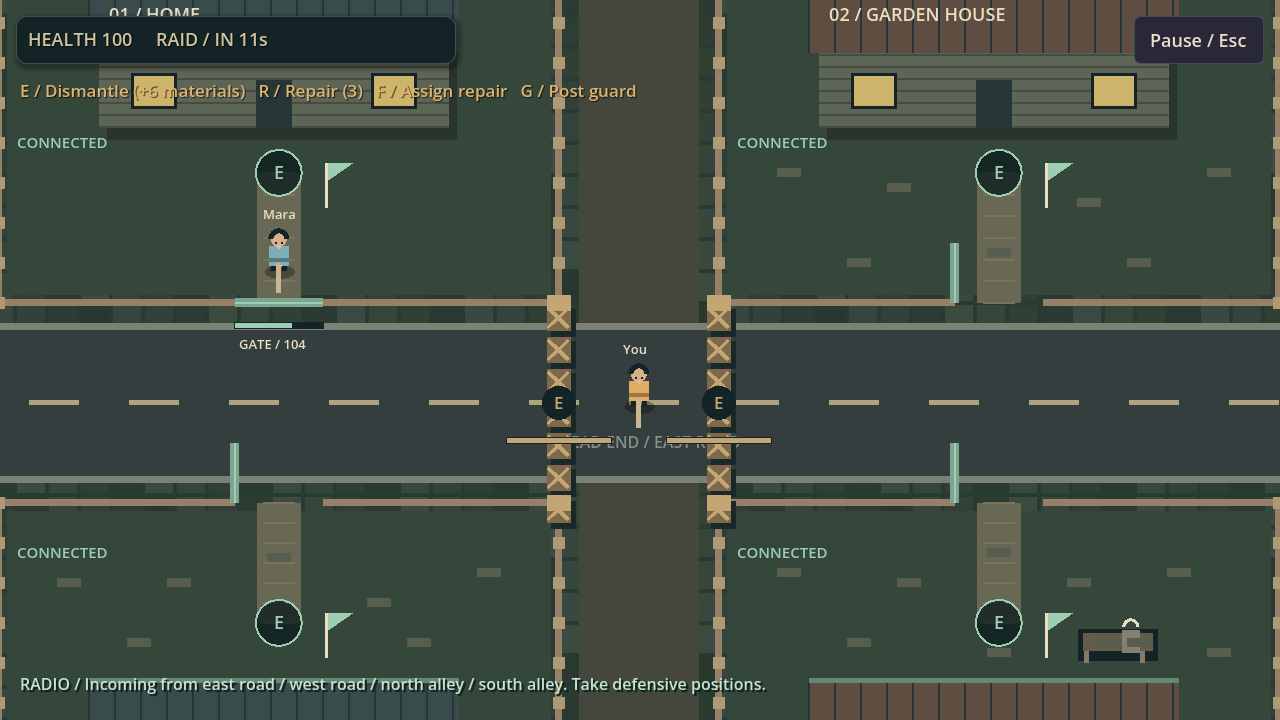 01 / HOME
02 / GARDEN HOUSE
HEALTH 100 RAID / IN 11s
Pause / Esc
E / Dismantle (+6 materials) R / Repair (3) F / Assign repair G / Post guard
CONNECTED
CONNECTED
E
E
Mara
GATE / 104
You
E
E
END / EAST
CONNECTED
CONNECTED
E
E
RADIO / Incoming from east road / west road / north alley / south alley. Take defensive positions.